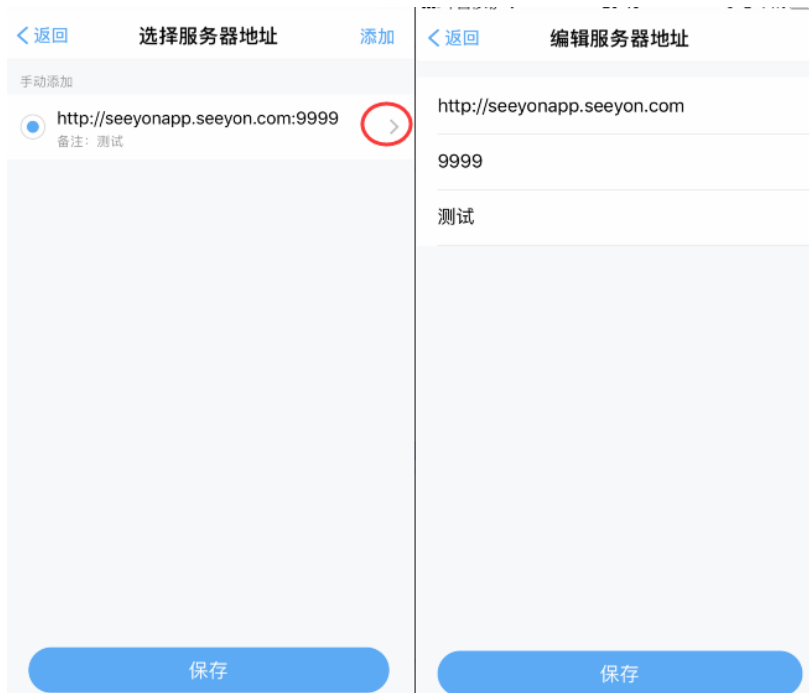 返回 选择服务器地址 添加
手动添加
http://seeyonapp.seeyon.com:9999
备注：测试
保存
返回 编辑服务器地址
http://seeyonapp.seeyon.com
9999
测试
保存